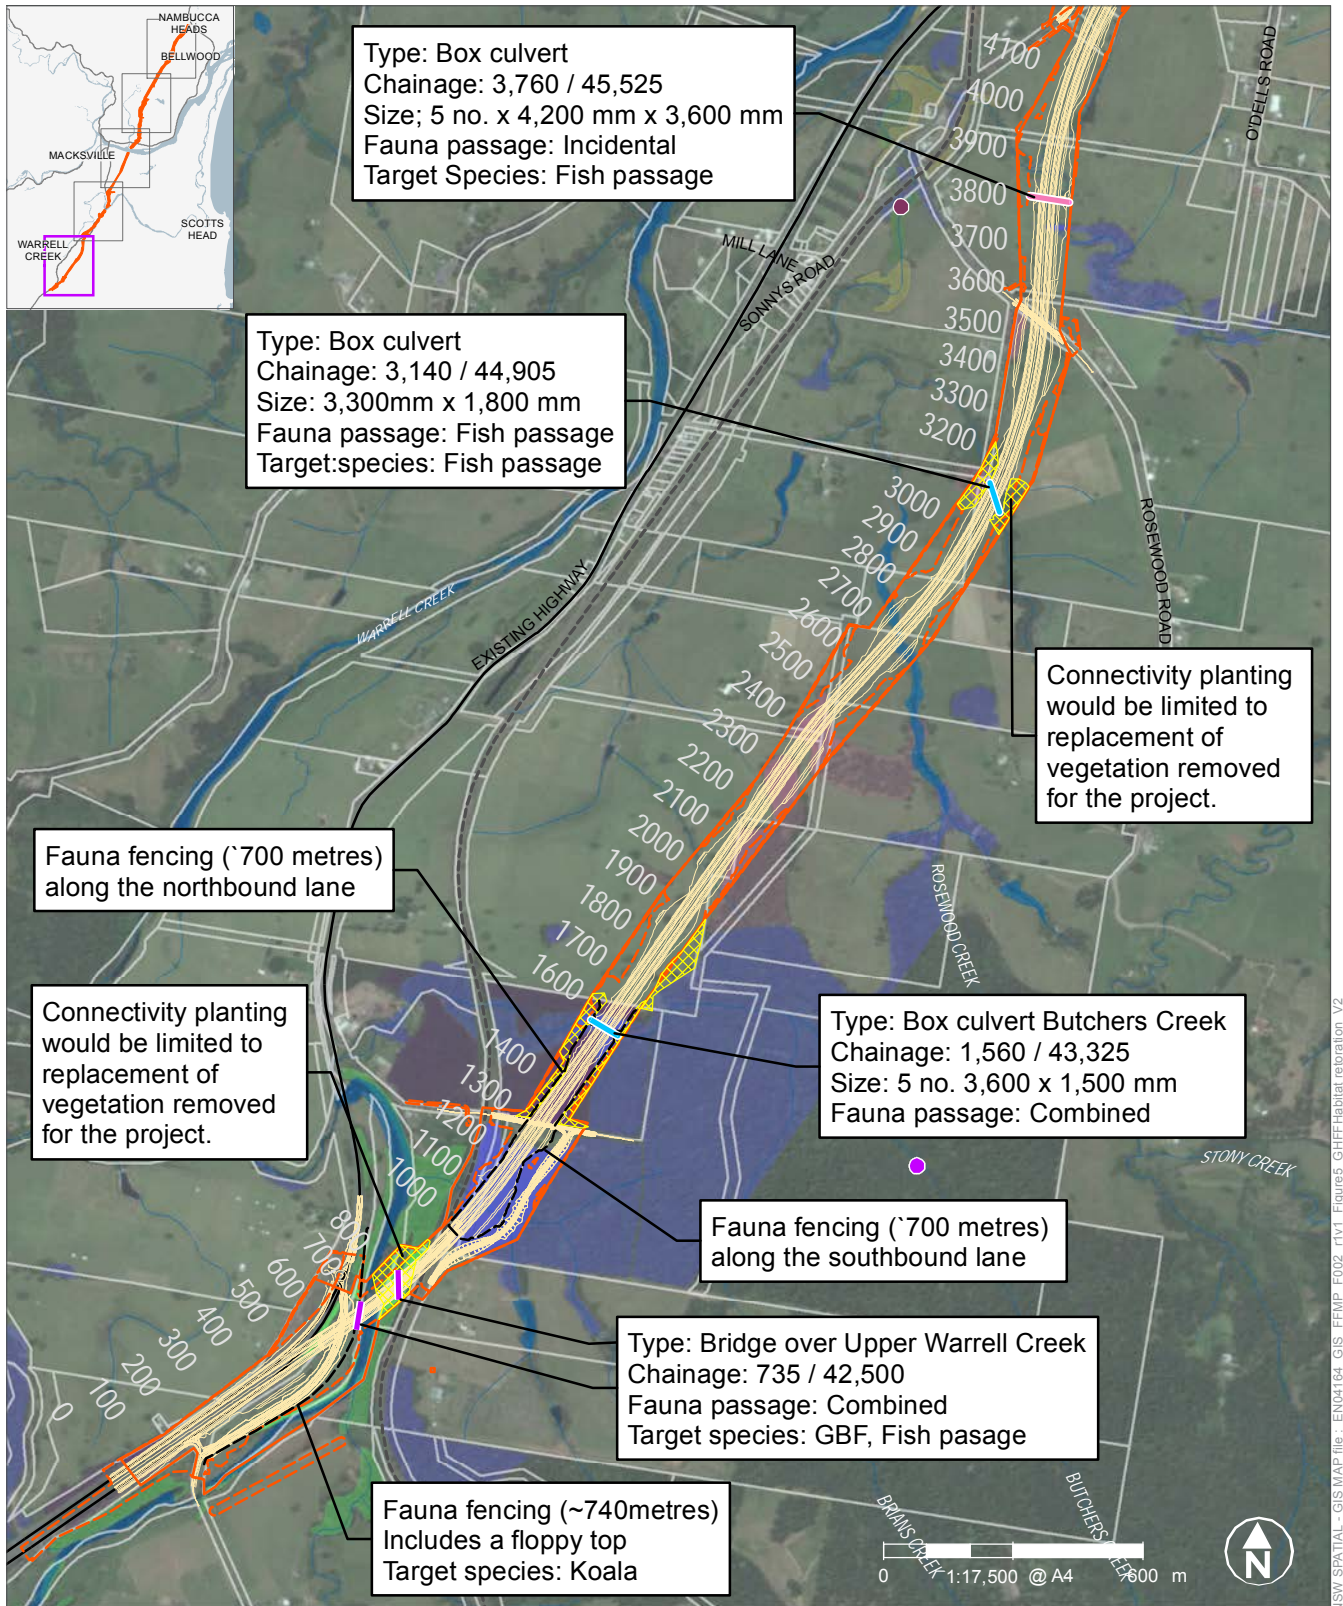 NAMBUCCA
HEADS
BELLWOOD
MACKSVILLE
SCOTTS
HEAD
WARRELL
CREEK
Type: Box culvert
Chainage: 3,760 / 45,525
Size; 5 no. x 4,200 mm x 3,600 mm
Fauna passage: Incidental
Target Species: Fish passage
4100
4000
3900
3800
3700
3600
3500
3400
3300
3200
O'DELLS ROAD
MILL LANE
SONNYS ROAD
Type: Box culvert
Chainage: 3,140 / 44,905
Size: 3,300mm x 1,800 mm
Fauna passage: Fish passage
Target:species: Fish passage
3000
2900
2800
2700
2600
2500
2400
2300
2200
2100
2000
1900
1800
1700
1600
ROSEWOOD ROAD
WARRELL CREEK
EXISTING HIGHWAY
Connectivity planting
would be limited to
replacement of
vegetation removed
for the project.
Fauna fencing (`700 metres)
along the northbound lane
ROSEWOOD CREEK
Connectivity planting
would be limited to
replacement of
vegetation removed
for the project.
Type: Box culvert Butchers Creek
Chainage: 1,560 / 43,325
Size: 5 no. 3,600 x 1,500 mm
Fauna passage: Combined
1400
1300
1200
1100
1000
STONY CREEK
Fauna fencing (`700 metres)
along the southbound lane
800
700
600
500
400
300
200
100
0
Type: Bridge over Upper Warrell Creek
Chainage: 735 / 42,500
Fauna passage: Combined
Target species: GBF, Fish pasage
Fauna fencing (~740metres)
Includes a floppy top
Target species: Koala
BRIANS CREEK
BUTCHERS CREEK
0 1:17,500 @ A4 600 m
N
NSW SPATIAL - GIS MAP file : EN04164_GIS_FFMP_F002_r1v1_Figure5_GHFFHabitat retoration_V2